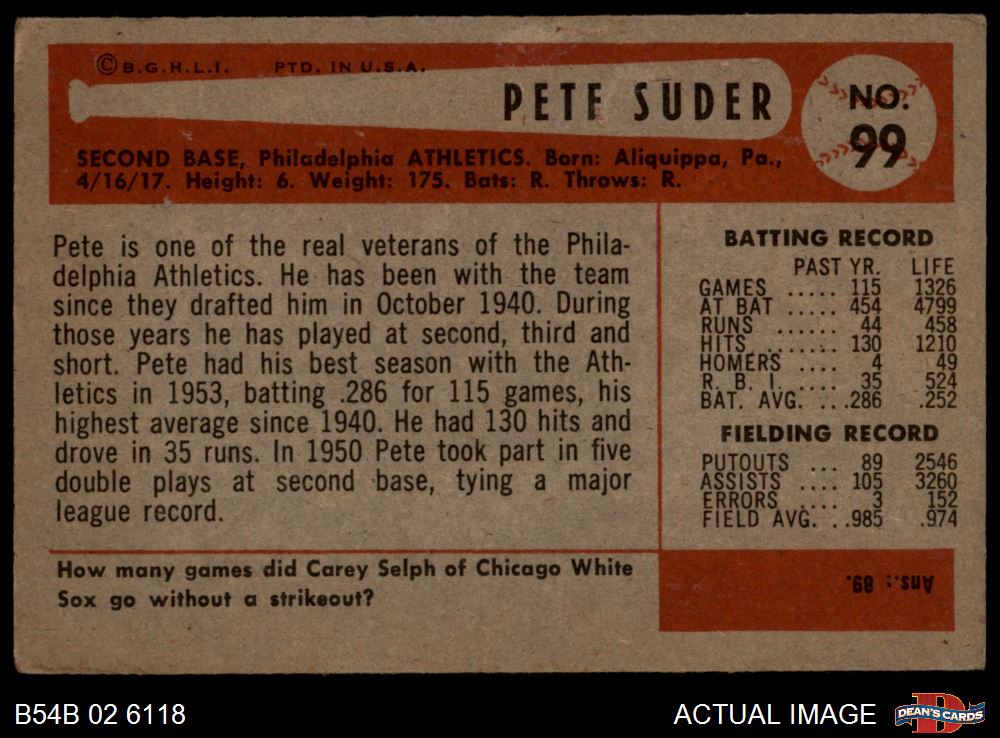 © B.G.H.L.I. PTD. IN U.S.A.
PETE SUDER
NO.
99
SECOND BASE, Philadelphia ATHLETICS. Born: Aliquippa, Pa.,
4/16/17. Height: 6. Weight: 175. Bats: R. Throws: R.
Pete is one of the real veterans of the Phila-
delphia Athletics. He has been with the team
since they drafted him in October 1940. During
those years he has played at second, third and
short. Pete had his best season with the Ath-
letics in 1953, batting .286 for 115 games, his
highest average since 1940. He had 130 hits and
drove in 35 runs. In 1950 Pete took part in five
double plays at second base, tying a major
league record.
BATTING RECORD
PAST YR. LIFE
GAMES ..... 115 1326
AT BAT ..... 454 4799
RUNS ...... 44 458
HITS ........ 130 1210
HOMERS 4 49
R. B. I. .... 35 524
BAT. AVG. ...286 .252
FIELDING RECORD
PUTOUTS ... 89 2546
ASSISTS .... 105 3260
ERRORS .... 3 152
FIELD AVG. ..985 .974
How many games did Carey Selph of Chicago White
Sox go without a strikeout?
Ans.: 89.
B54B 02 6118
ACTUAL IMAGE
DEAN'S CARDS